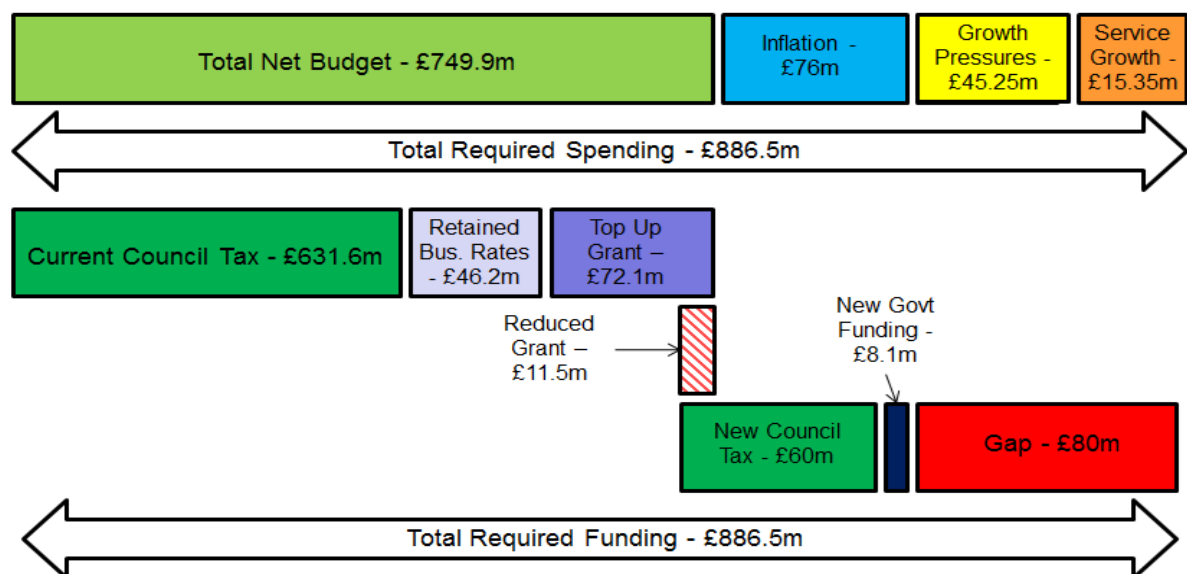 Total Net Budget - £749.9m
Inflation -
£76m
Growth
Pressures -
£45.25m
Service
Growth -
£15.35m
Total Required Spending - £886.5m
Current Council Tax - £631.6m
Retained
Bus. Rates
- £46.2m
Top Up
Grant –
£72.1m
Reduced
Grant –
£11.5m
New Govt
Funding -
£8.1m
New Council
Tax - £60m
Gap - £80m
Total Required Funding - £886.5m